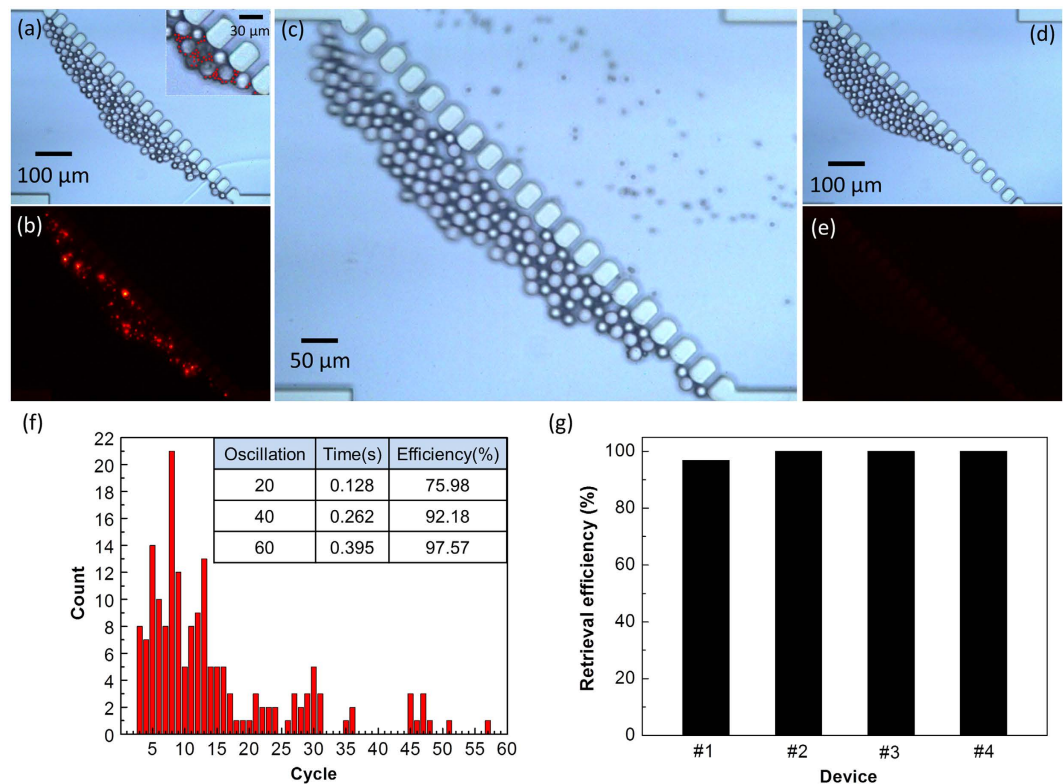 (a)
30 μm
100 μm
(b)
(c)
50 μm
(d)
100 μm
(e)
(f)
Oscillation Time(s) Efficiency(%)
20 0.128 75.98
40 0.262 92.18
60 0.395 97.57
22
20
18
16
14
12
10
8
6
4
2
0
Count
5 10 15 20 25 30 35 40 45 50 55 60
Cycle
(g)
100
80
60
40
20
0
Retrieval efficiency (%)
#1 #2 #3 #4
Device